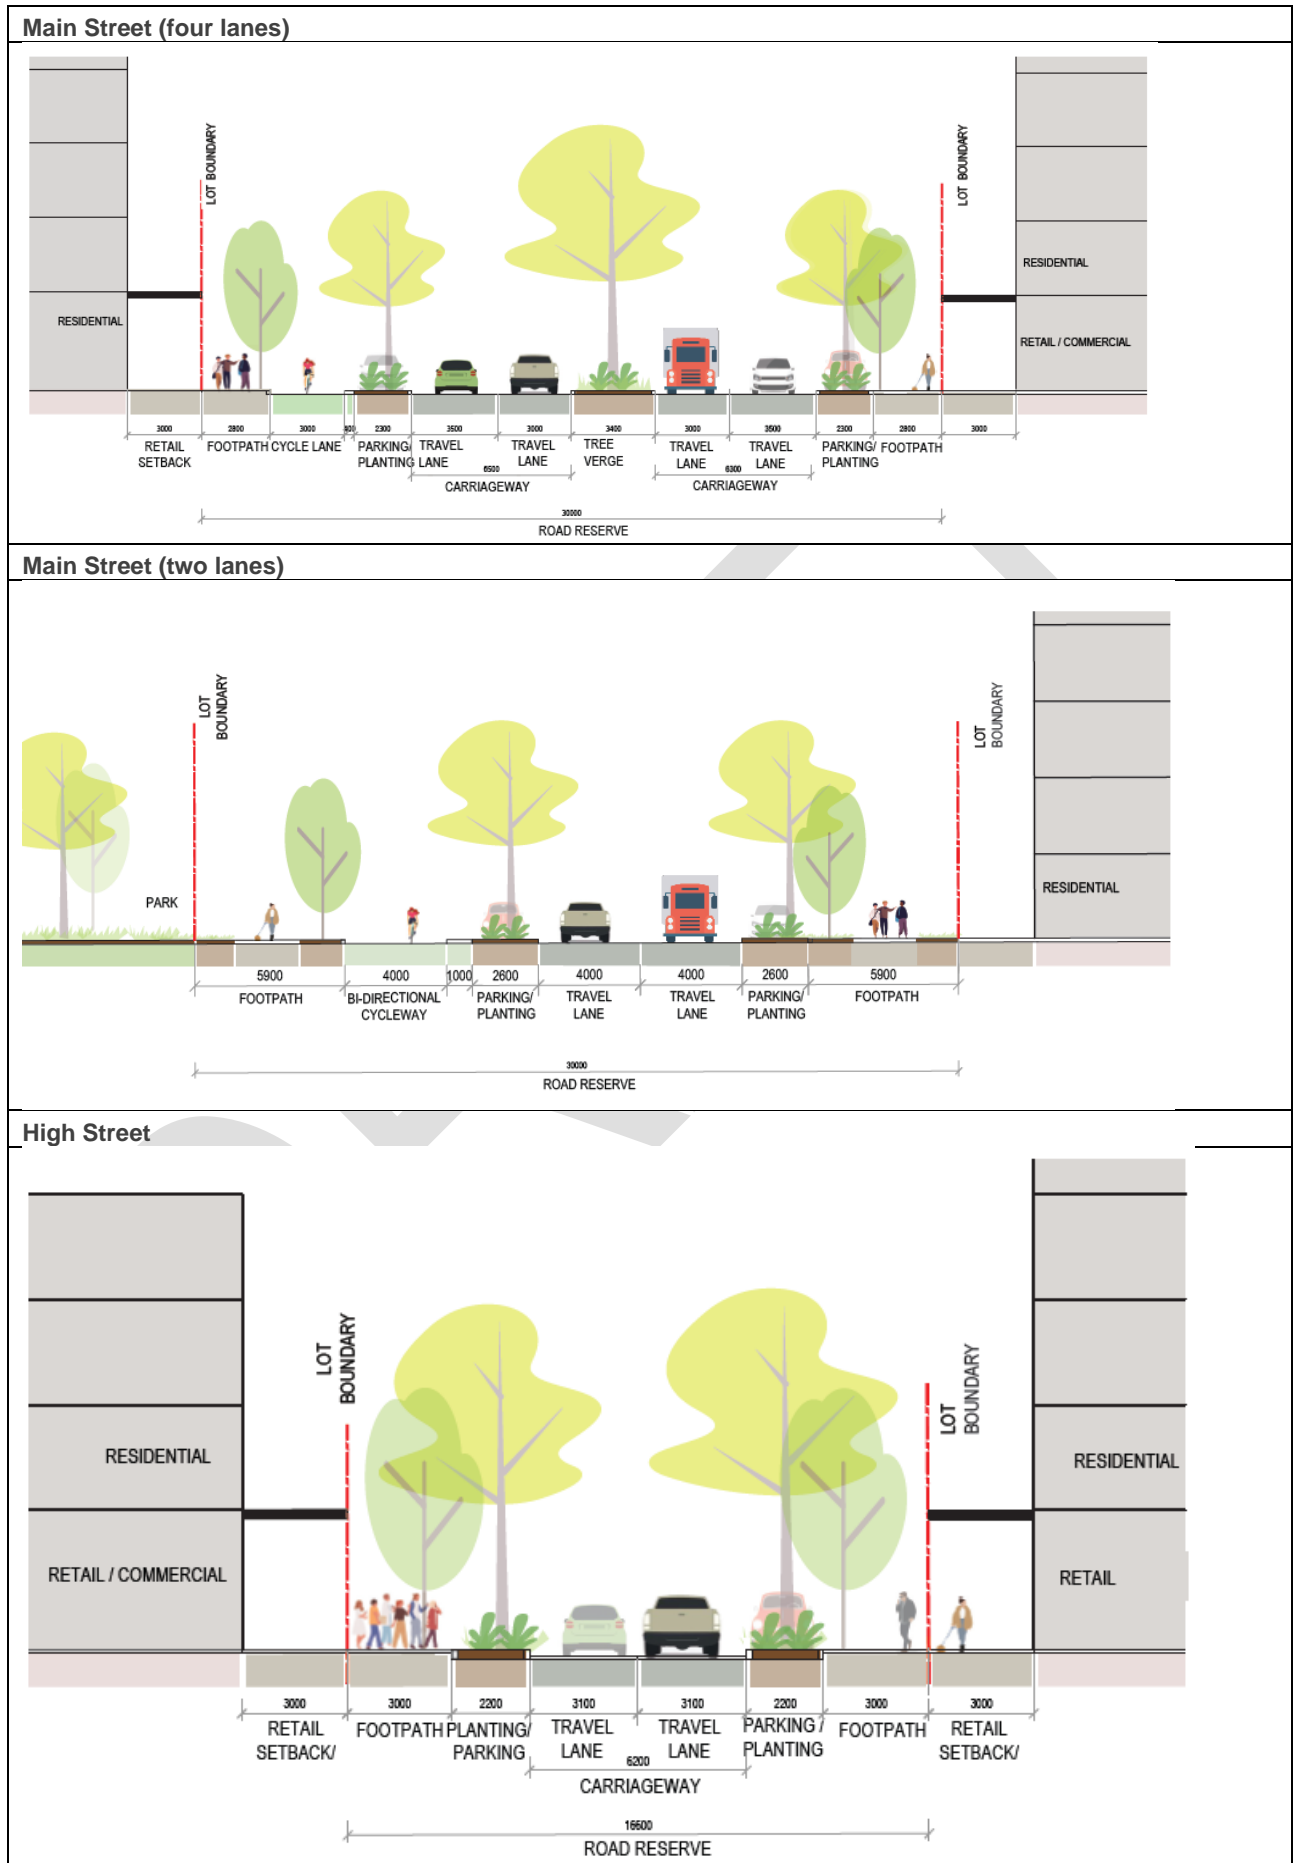 Main Street (four lanes)
LOT BOUNDARY
LOT BOUNDARY
RESIDENTIAL
RESIDENTIAL
RETAIL / COMMERCIAL
3000 2800 3000 400 2300 3500 3000 3400 3000 3500 2300 2800 3000
RETAIL SETBACK
FOOTPATH
CYCLE LANE
PARKING/ PLANTING
TRAVEL LANE
TRAVEL LANE
TREE VERGE
TRAVEL LANE
TRAVEL LANE
PARKING/ PLANTING
FOOTPATH
6500
CARRIAGEWAY
6300
CARRIAGEWAY
30000
ROAD RESERVE
Main Street (two lanes)
LOT
BOUNDARY
LOT
BOUNDARY
PARK
RESIDENTIAL
5900 4000 1000 2600 4000 4000 2600 5900
FOOTPATH
BI-DIRECTIONAL CYCLEWAY
PARKING/ PLANTING
TRAVEL LANE
TRAVEL LANE
PARKING/ PLANTING
FOOTPATH
30000
ROAD RESERVE
High Street
LOT
BOUNDARY
LOT
BOUNDARY
RESIDENTIAL
RESIDENTIAL
RETAIL / COMMERCIAL
RETAIL
3000 3000 2200 3100 3100 2200 3000 3000
RETAIL SETBACK/
FOOTPATH
PLANTING/ PARKING
TRAVEL LANE
TRAVEL LANE
PARKING / PLANTING
FOOTPATH
RETAIL SETBACK/
6200
CARRIAGEWAY
16600
ROAD RESERVE